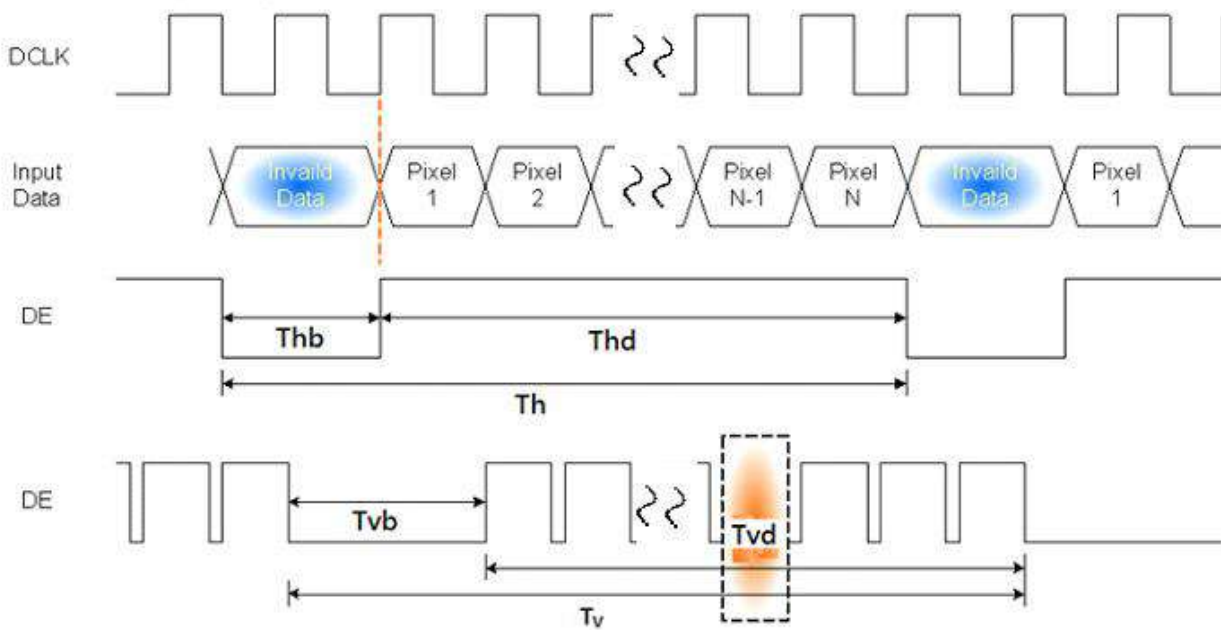 DCLK
Input
Data
Invaild
Data
Pixel
1
Pixel
2
Pixel
N-1
Pixel
N
Invaild
Data
Pixel
1
DE
Thb
Thd
Th
DE
Tvb
Tvd
Tv